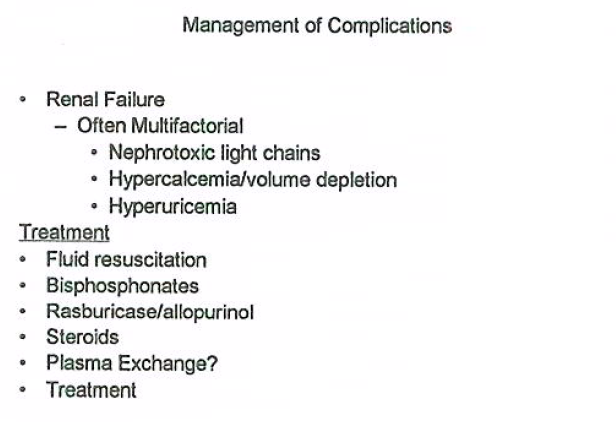 Management of Complications
• Renal Failure
– Often Multifactorial
• Nephrotoxic light chains
• Hypercalcemia/volume depletion
• Hyperuricemia
Treatment
• Fluid resuscitation
• Bisphosphonates
• Rasburicase/allopurinol
• Steroids
• Plasma Exchange?
• Treatment